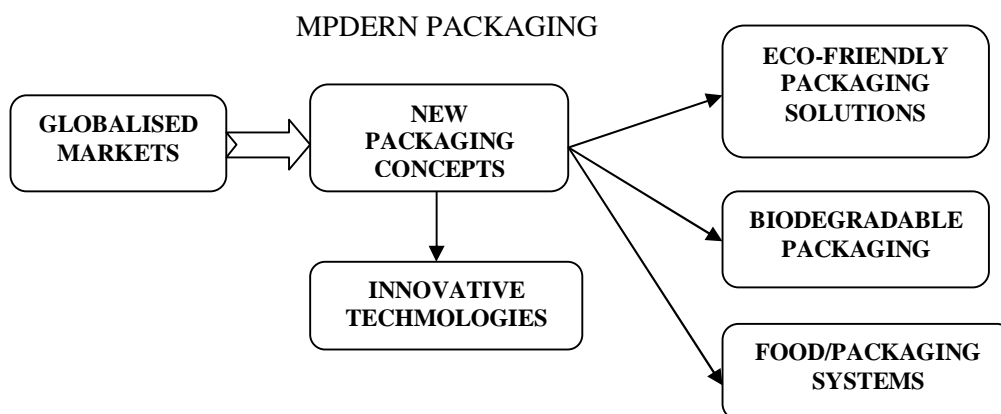 MPDERN PACKAGING
GLOBALISED
MARKETS
NEW
PACKAGING
CONCEPTS
INNOVATIVE
TECHMOLOGIES
ECO-FRIENDLY
PACKAGING
SOLUTIONS
BIODEGRADABLE
PACKAGING
FOOD/PACKAGING
SYSTEMS